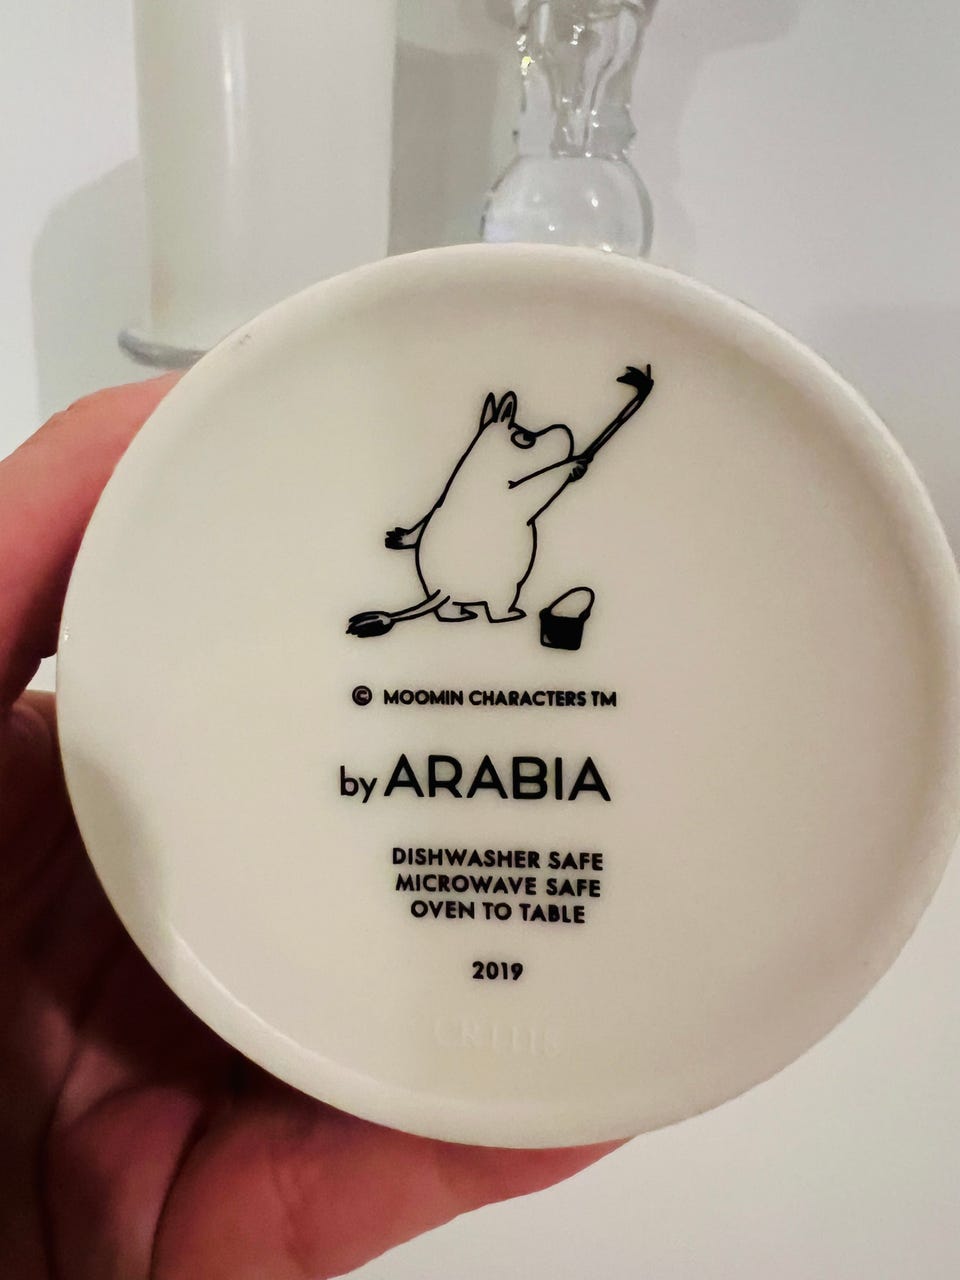 © MOOMIN CHARACTERS TM
by ARABIA
DISHWASHER SAFE
MICROWAVE SAFE
OVEN TO TABLE
2019